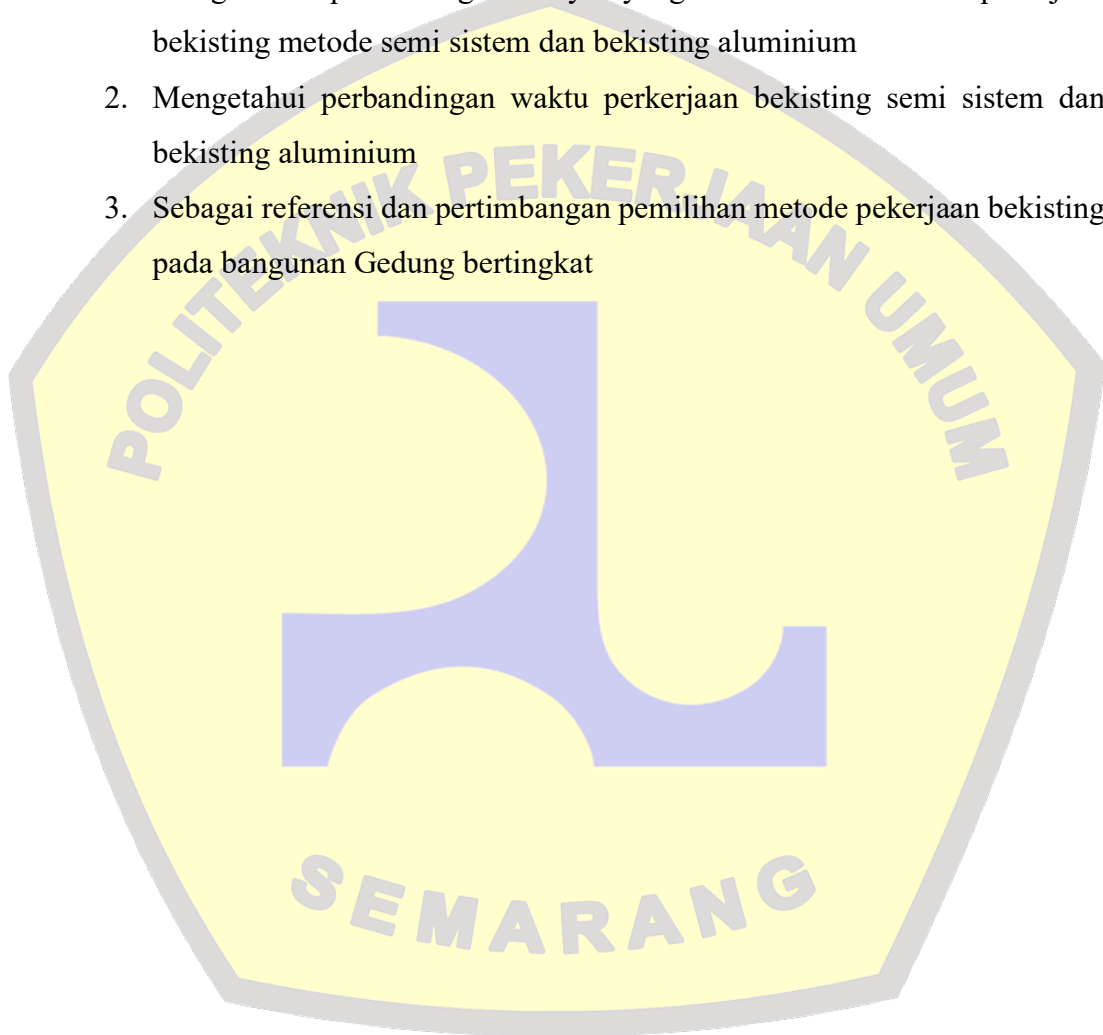 bekisting metode semi sistem dan bekisting aluminium
2. Mengetahui perbandingan waktu perkerjaan bekisting semi sistem dan
bekisting aluminium
3. Sebagai referensi dan pertimbangan pemilihan metode pekerjaan bekisting
pada bangunan Gedung bertingkat
POLITEKNIK PEKERJAAN UMUM
SEMARANG